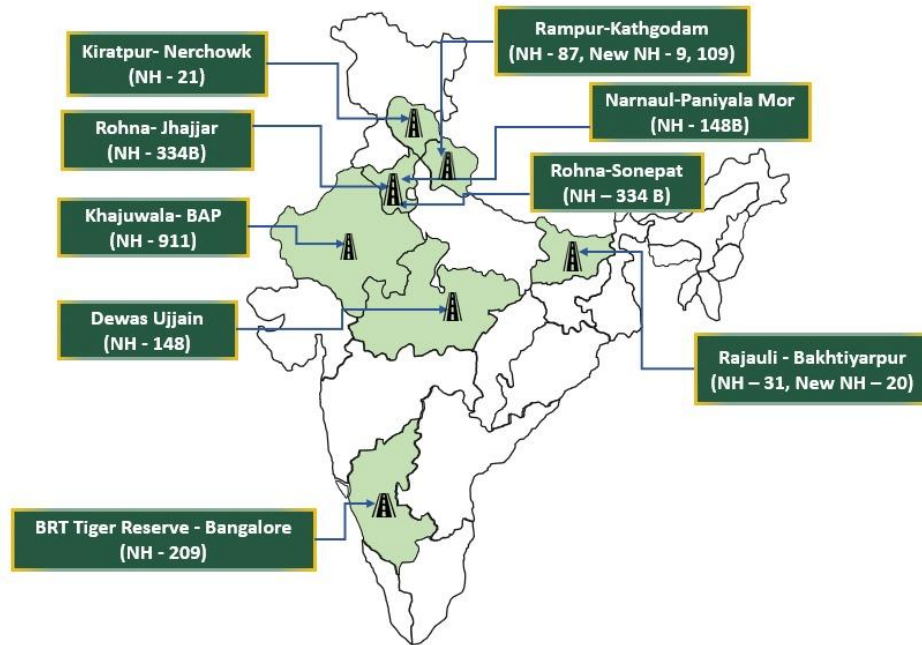 Rampur-Kathgodam
(NH - 87, New NH - 9, 109)
Kiratpur- Nerchowk
(NH - 21)
Narnaul-Paniyala Mor
(NH - 148B)
Rohna- Jhajjar
(NH - 334B)
Rohna-Sonepat
(NH – 334 B)
Khajuwala- BAP
(NH - 911)
Dewas Ujjain
(NH - 148)
Rajauli - Bakhtiyarpur
(NH – 31, New NH – 20)
BRT Tiger Reserve - Bangalore
(NH - 209)